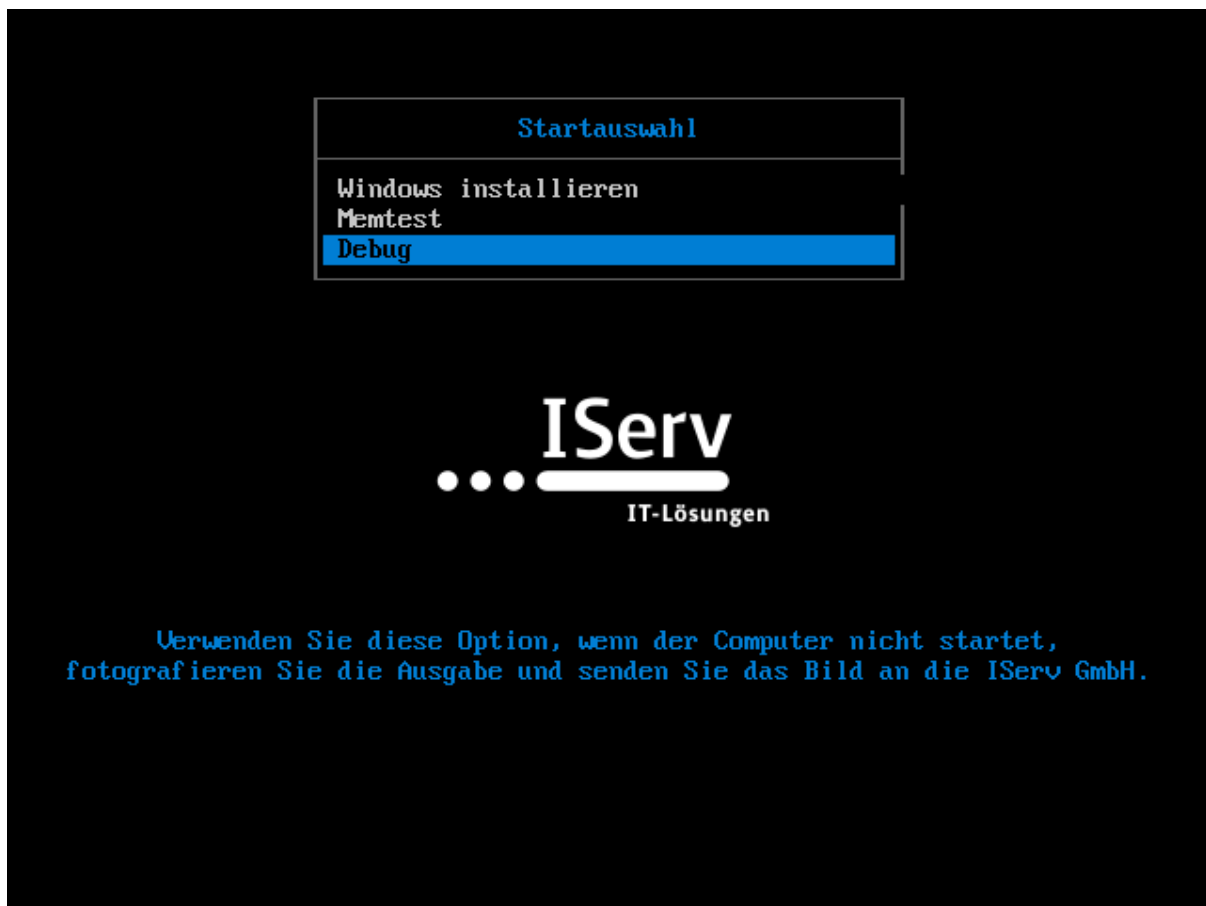 Startauswahl
Windows installieren
Memtest
Debug
IServ
IT-Lösungen
Verwenden Sie diese Option, wenn der Computer nicht startet,
fotografieren Sie die Ausgabe und senden Sie das Bild an die IServ GmbH.